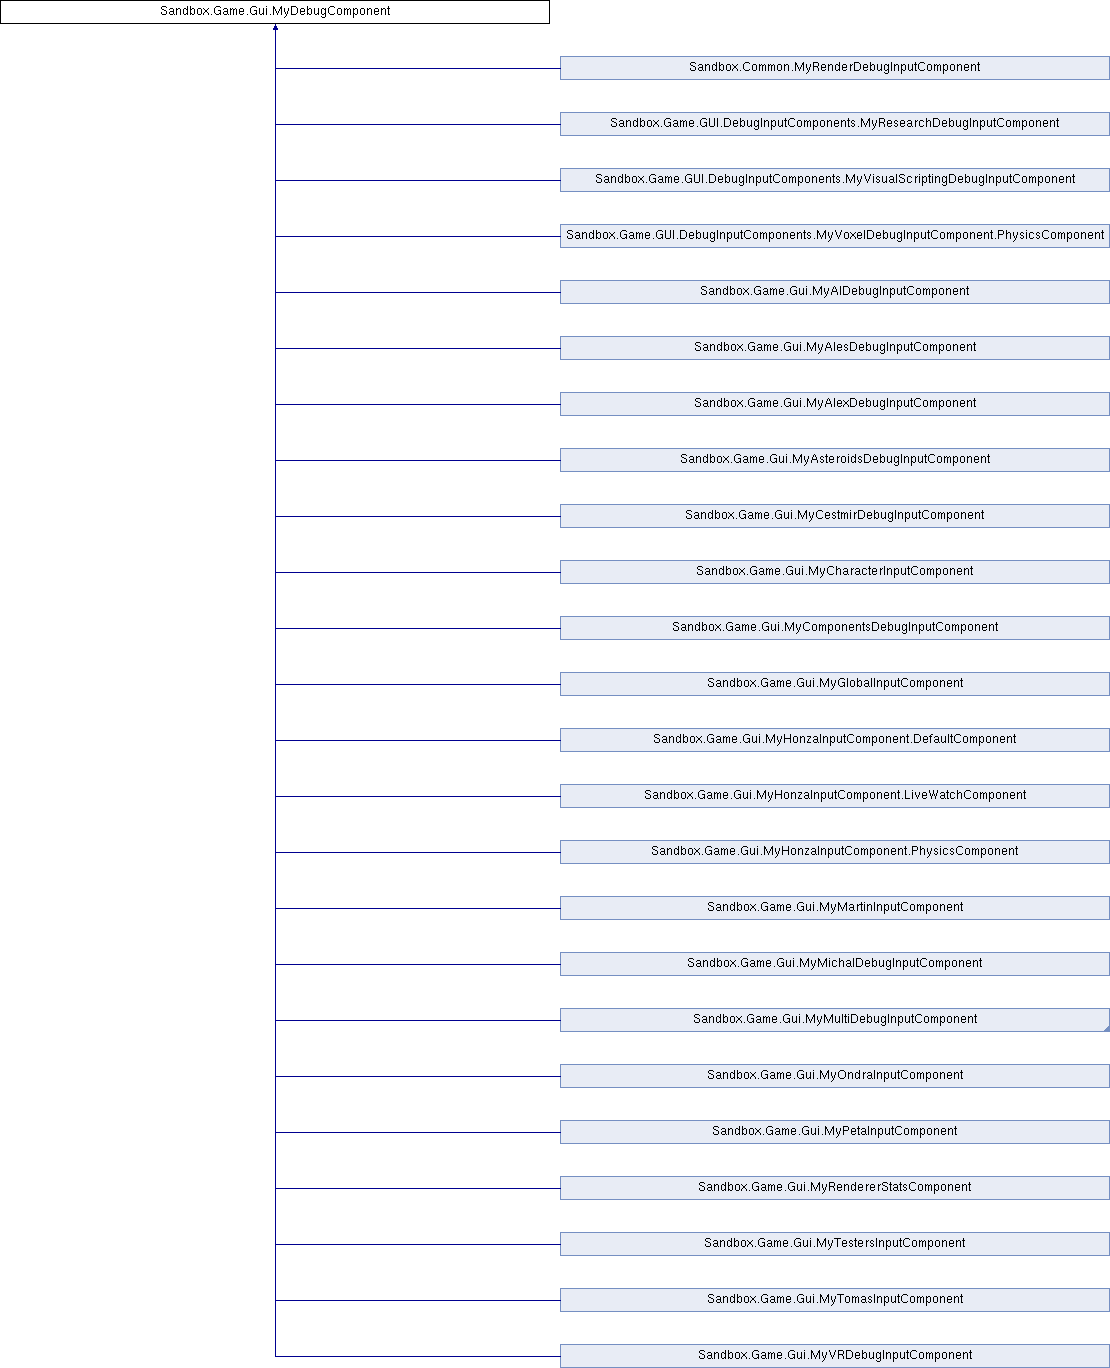 Sandbox.Game.Gui.MyDebugComponent
Sandbox.Common.MyRenderDebugInputComponent
Sandbox.Game.GUI.DebugInputComponents.MyResearchDebugInputComponent
Sandbox.Game.GUI.DebugInputComponents.MyVisualScriptingDebugInputComponent
Sandbox.Game.GUI.DebugInputComponents.MyVoxelDebugInputComponent.PhysicsComponent
Sandbox.Game.Gui.MyAIDebugInputComponent
Sandbox.Game.Gui.MyAlesDebugInputComponent
Sandbox.Game.Gui.MyAlexDebugInputComponent
Sandbox.Game.Gui.MyAsteroidsDebugInputComponent
Sandbox.Game.Gui.MyCestmirDebugInputComponent
Sandbox.Game.Gui.MyCharacterInputComponent
Sandbox.Game.Gui.MyComponentsDebugInputComponent
Sandbox.Game.Gui.MyGlobalInputComponent
Sandbox.Game.Gui.MyHonzaInputComponent.DefaultComponent
Sandbox.Game.Gui.MyHonzaInputComponent.LiveWatchComponent
Sandbox.Game.Gui.MyHonzaInputComponent.PhysicsComponent
Sandbox.Game.Gui.MyMartinInputComponent
Sandbox.Game.Gui.MyMichalDebugInputComponent
Sandbox.Game.Gui.MyMultiDebugInputComponent
Sandbox.Game.Gui.MyOndraInputComponent
Sandbox.Game.Gui.MyPetaInputComponent
Sandbox.Game.Gui.MyRendererStatsComponent
Sandbox.Game.Gui.MyTestersInputComponent
Sandbox.Game.Gui.MyTomasInputComponent
Sandbox.Game.Gui.MyVRDebugInputComponent